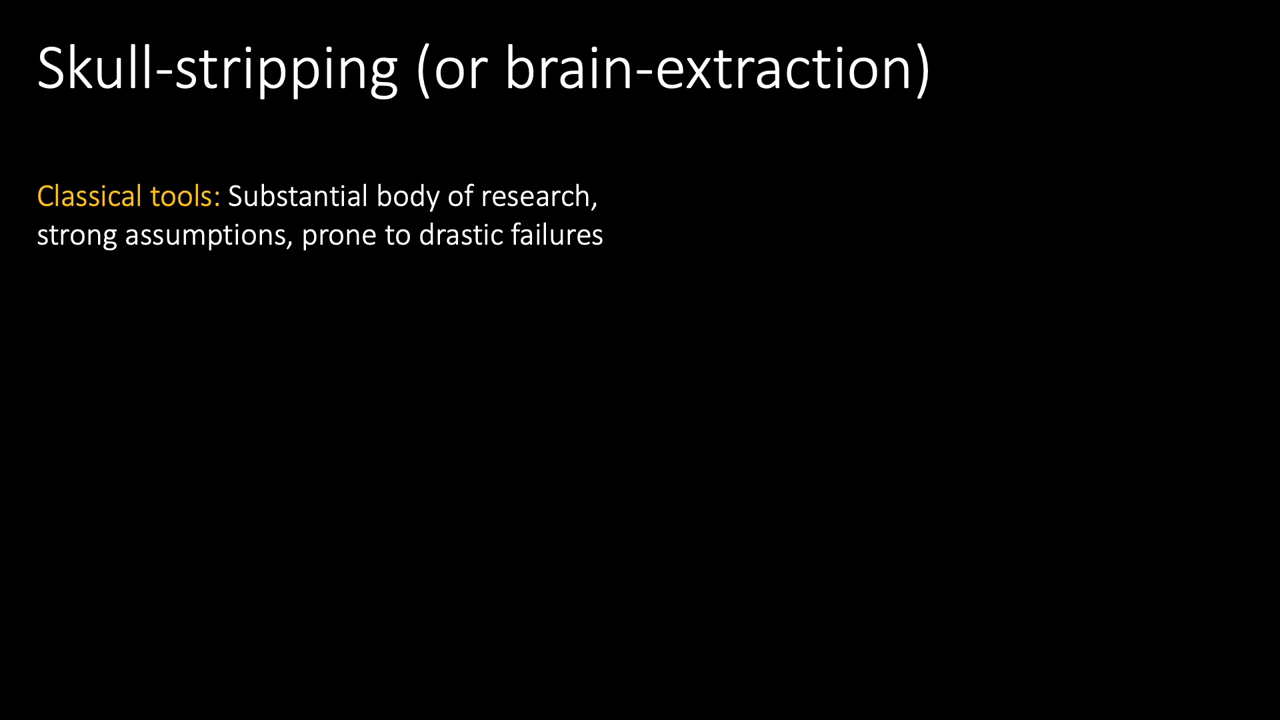 Skull-stripping (or brain-extraction)
Classical tools: Substantial body of research,
strong assumptions, prone to drastic failures